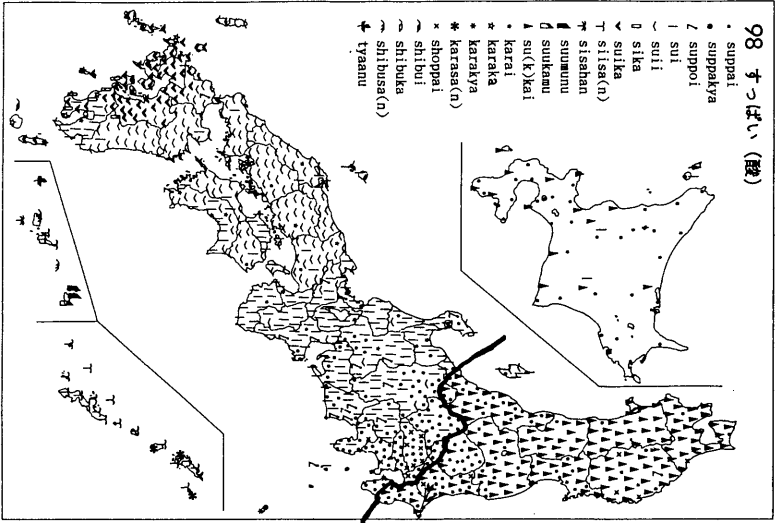 98 すっぱい (酸)
suppai
suppakya
suppoi
sui
suii
sika
suika
siisa(n)
sisahan
suumunu
suukamu
su(k)kai
karai
karaka
karakya
karasa(n)
shoppai
shibui
shibuka
shibusa(n)
tyaanu